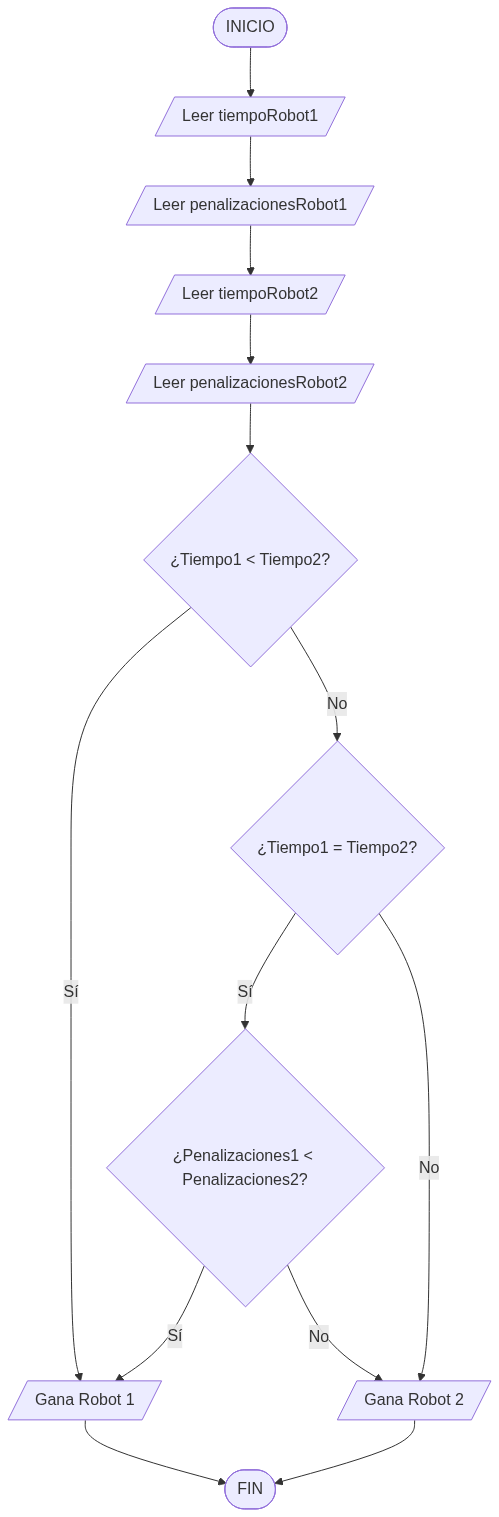 INICIO
Leer tiempoRobot1
Leer penalizacionesRobot1
Leer tiempoRobot2
Leer penalizacionesRobot2
¿Tiempo1 < Tiempo2?
No
¿Tiempo1 = Tiempo2?
Sí
Sí
¿Penalizaciones1 <
Penalizaciones2?
No
Sí
No
Gana Robot 1
Gana Robot 2
FIN